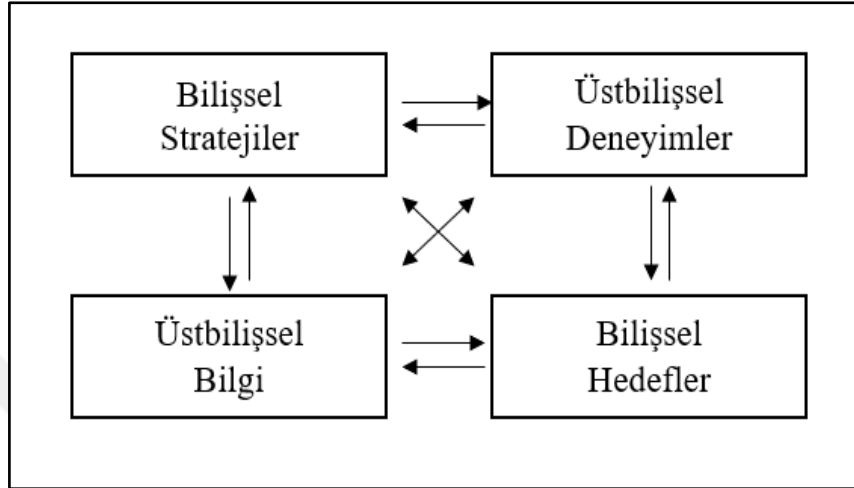 Bilişsel
Stratejiler
Üstbilişsel
Deneyimler
Üstbilişsel
Bilgi
Bilişsel
Hedefler